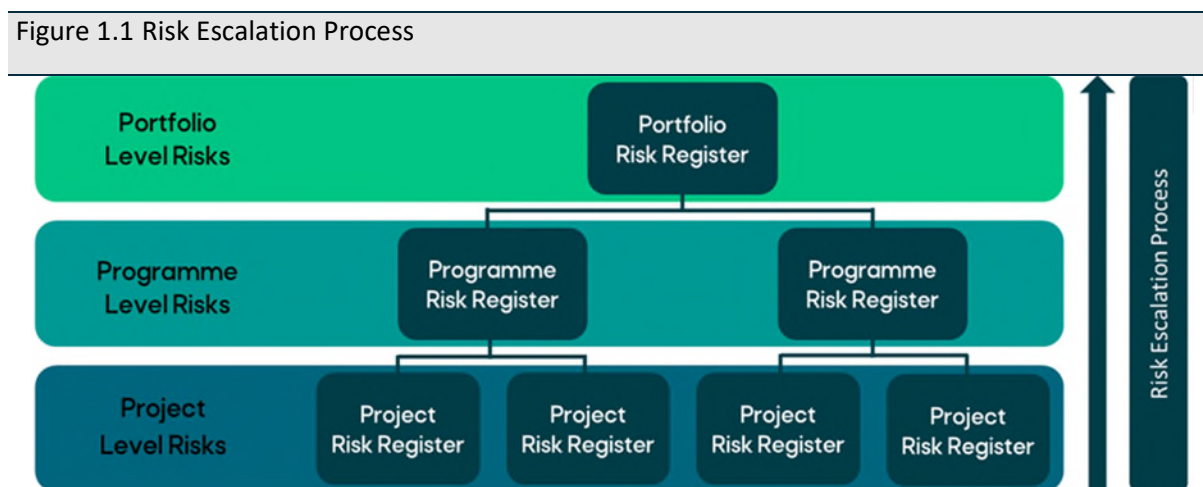 Figure 1.1 Risk Escalation Process
Portfolio
Level Risks
Portfolio
Risk Register
Programme
Level Risks
Programme
Risk Register
Programme
Risk Register
Project
Level Risks
Project
Risk Register
Project
Risk Register
Project
Risk Register
Project
Risk Register
Risk Escalation Process